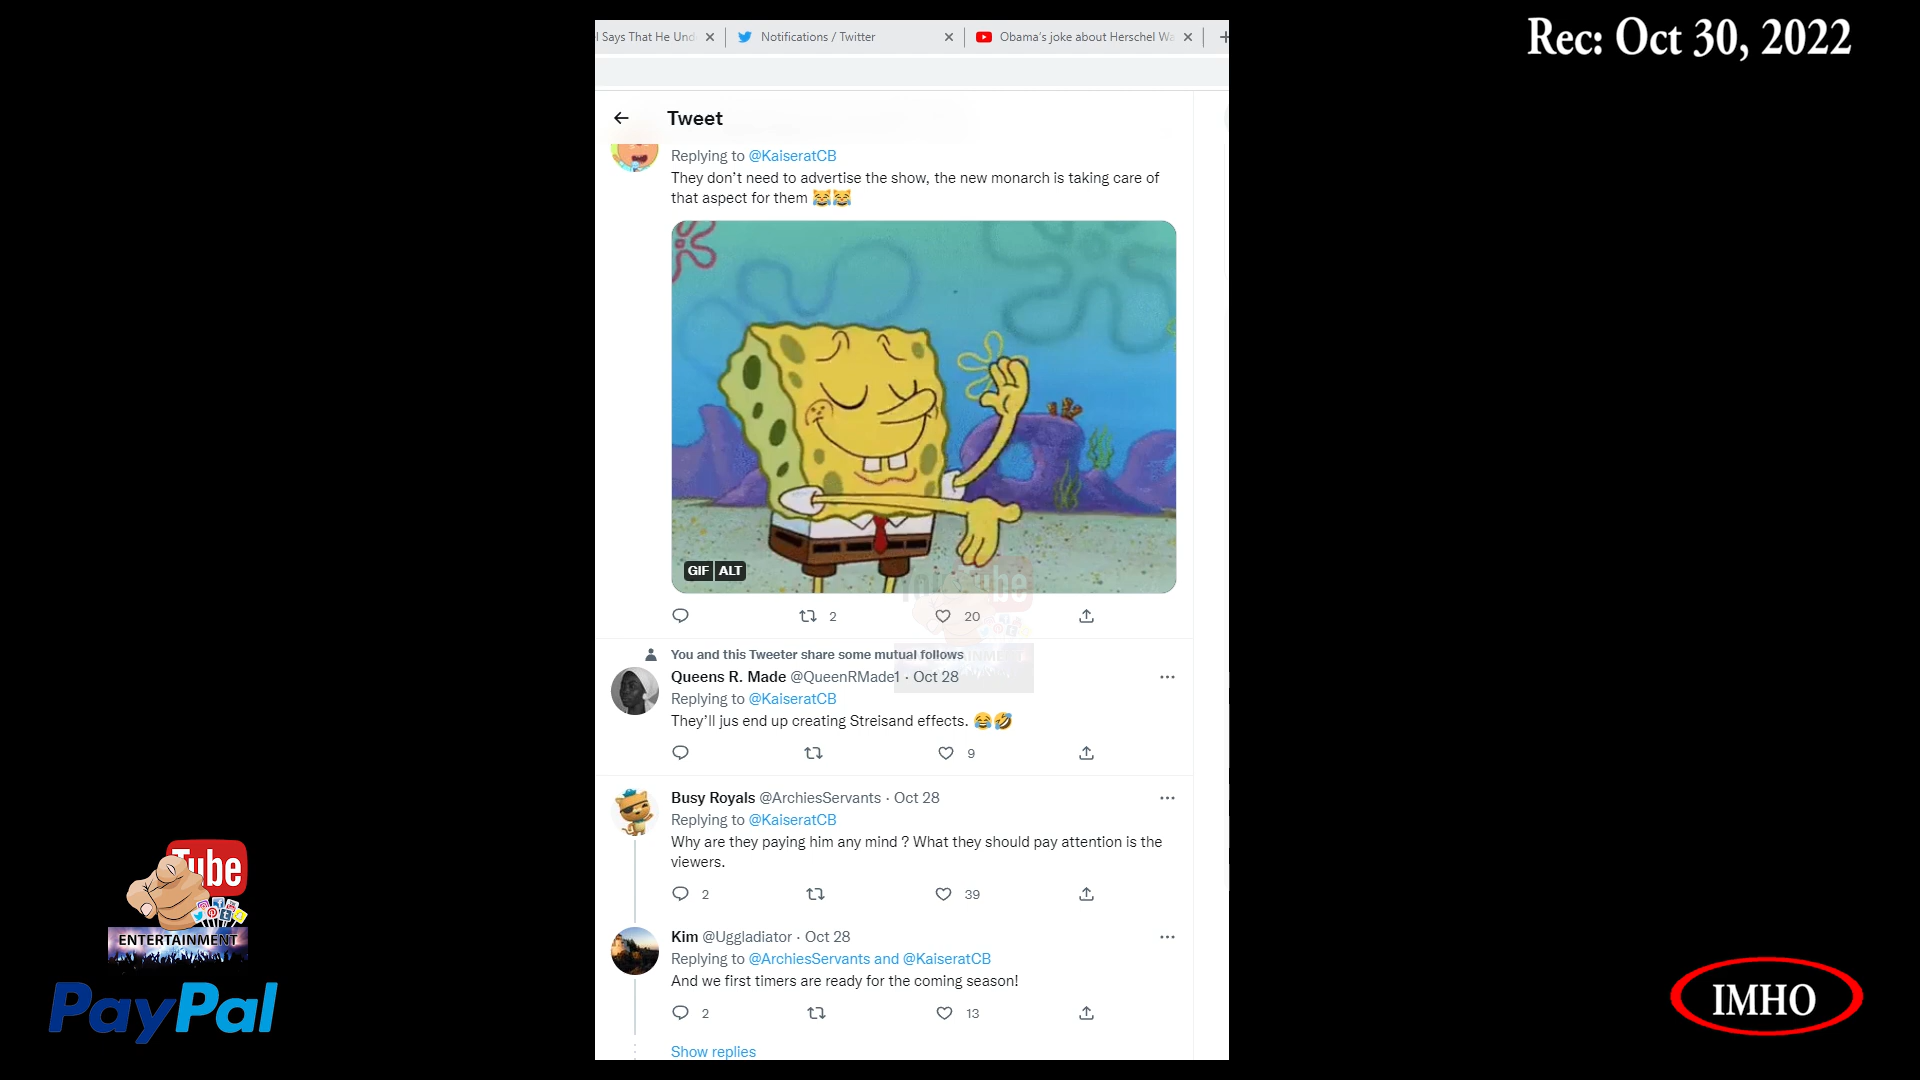 Rec: Oct 30, 2022
l Says That He Und
Notifications / Twitter
Obama's joke about Herschel Wa
Tweet
Replying to @KaiseratCB
They don't need to advertise the show, the new monarch is taking care of
that aspect for them 😹😹
GIF ALT
2 20
You and this Tweeter share some mutual follows
Queens R. Made @QueenRMade1 · Oct 28
Replying to @KaiseratCB
They'll jus end up creating Streisand effects. 😂🤣
9
Busy Royals @ArchiesServants · Oct 28
Replying to @KaiseratCB
Why are they paying him any mind ? What they should pay attention is the
viewers.
2 39
Kim @Uggladiator · Oct 28
Replying to @ArchiesServants and @KaiseratCB
And we first timers are ready for the coming season!
2 13
Show replies
Tube
ENTERTAINMENT
PayPal
IMHO